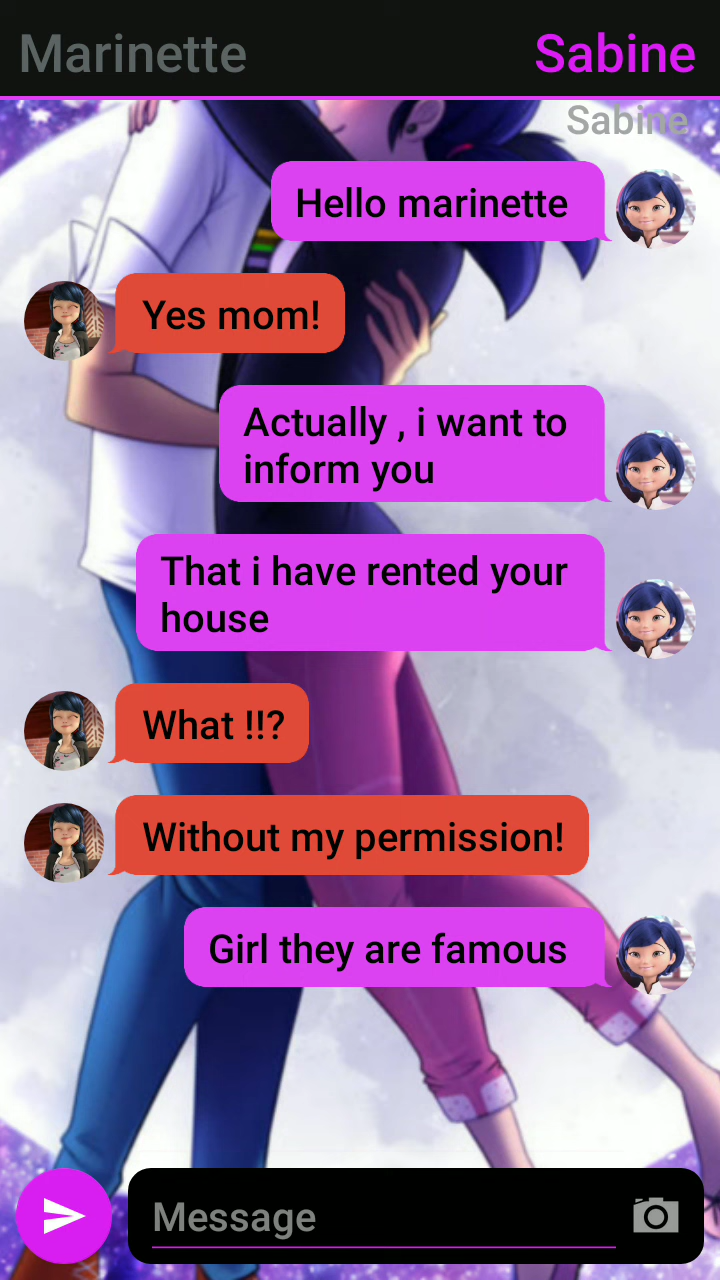 Marinette
Sabine
Sabine
Hello marinette
Yes mom!
Actually , i want to
inform you
That i have rented your
house
What !!?
Without my permission!
Girl they are famous
Message